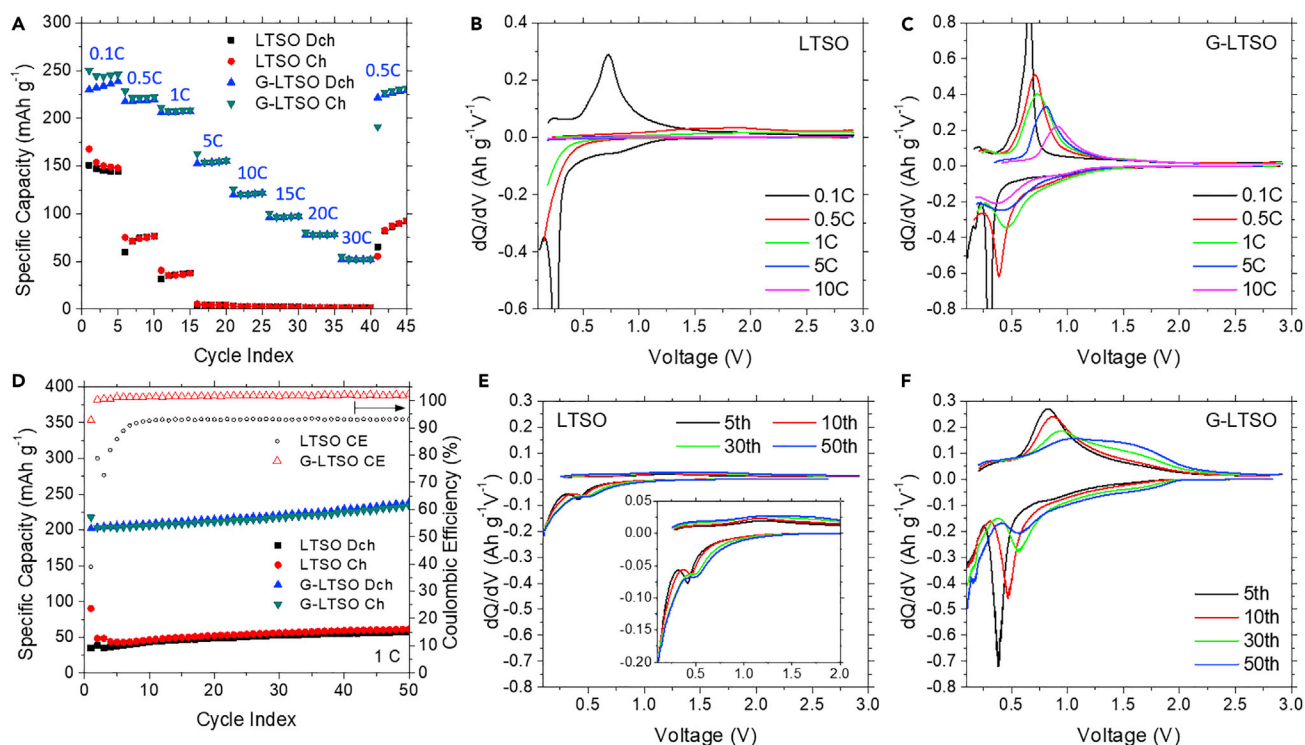 A
300
250
200
150
100
50
0
0 5 10 15 20 25 30 35 40 45
Specific Capacity (mAh g⁻¹)
Cycle Index
LTSO Dch
LTSO Ch
G-LTSO Dch
G-LTSO Ch
0.1C
0.5C
1C
5C
10C
15C
20C
30C
0.5C
B
LTSO
0.4
0.2
0.0
-0.2
-0.4
-0.6
0.5 1.0 1.5 2.0 2.5 3.0
dQ/dV (Ah g⁻¹V⁻¹)
Voltage (V)
0.1C
0.5C
1C
5C
10C
C
G-LTSO
0.8
0.6
0.4
0.2
0.0
-0.2
-0.4
-0.6
-0.8
0.5 1.0 1.5 2.0 2.5 3.0
dQ/dV (Ah g⁻¹V⁻¹)
Voltage (V)
0.1C
0.5C
1C
5C
10C
D
400
350
300
250
200
150
100
50
0
0 10 20 30 40 50
Specific Capacity (mAh g⁻¹)
Cycle Index
100
90
80
70
60
50
40
30
20
10
0
Coulombic Efficiency (%)
LTSO CE
G-LTSO CE
LTSO Dch
LTSO Ch
G-LTSO Dch
G-LTSO Ch
1 C
E
LTSO
0.3
0.2
0.1
0.0
-0.1
-0.2
-0.3
-0.4
-0.5
-0.6
-0.7
-0.8
0.5 1.0 1.5 2.0 2.5 3.0
dQ/dV (Ah g⁻¹V⁻¹)
Voltage (V)
5th 10th
30th 50th
0.05
0.00
-0.05
-0.10
-0.15
-0.20
0.5 1.0 1.5 2.0
F
G-LTSO
0.3
0.2
0.1
0.0
-0.1
-0.2
-0.3
-0.4
-0.5
-0.6
-0.7
-0.8
0.5 1.0 1.5 2.0 2.5 3.0
dQ/dV (Ah g⁻¹V⁻¹)
Voltage (V)
5th
10th
30th
50th